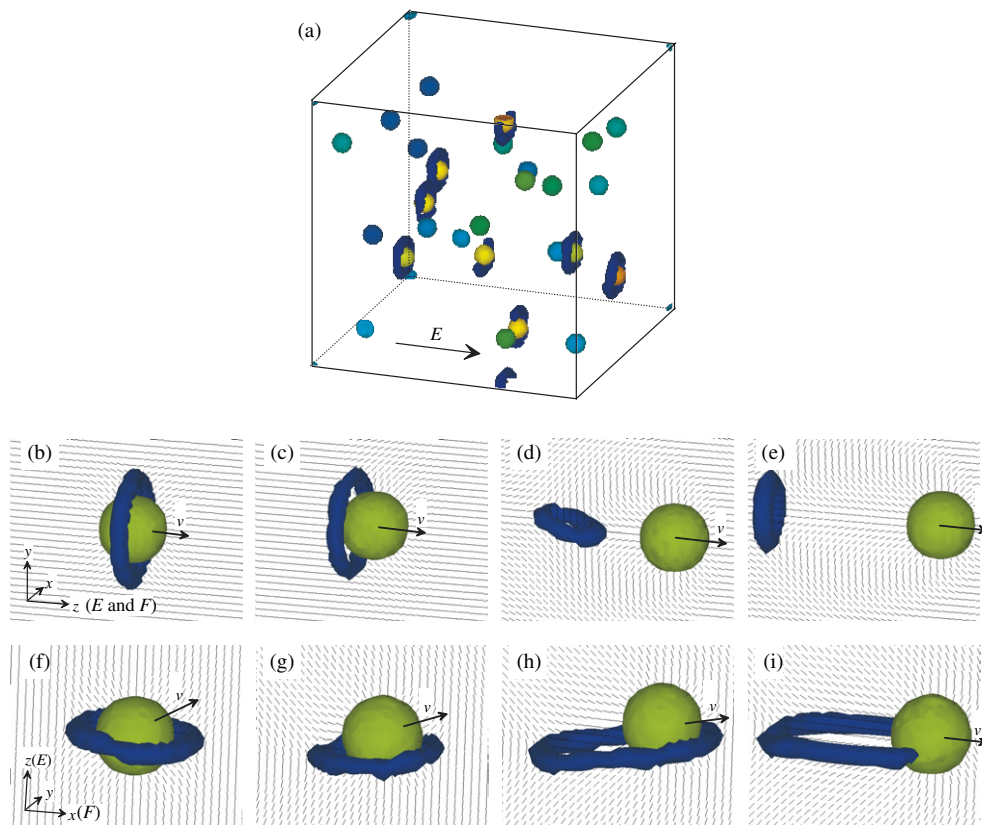 (a)
E
(b)
v
y
x
z (E and F)
(c)
v
(d)
v
(e)
v
(f)
v
z(E)
y
x(F)
(g)
v
(h)
v
(i)
v